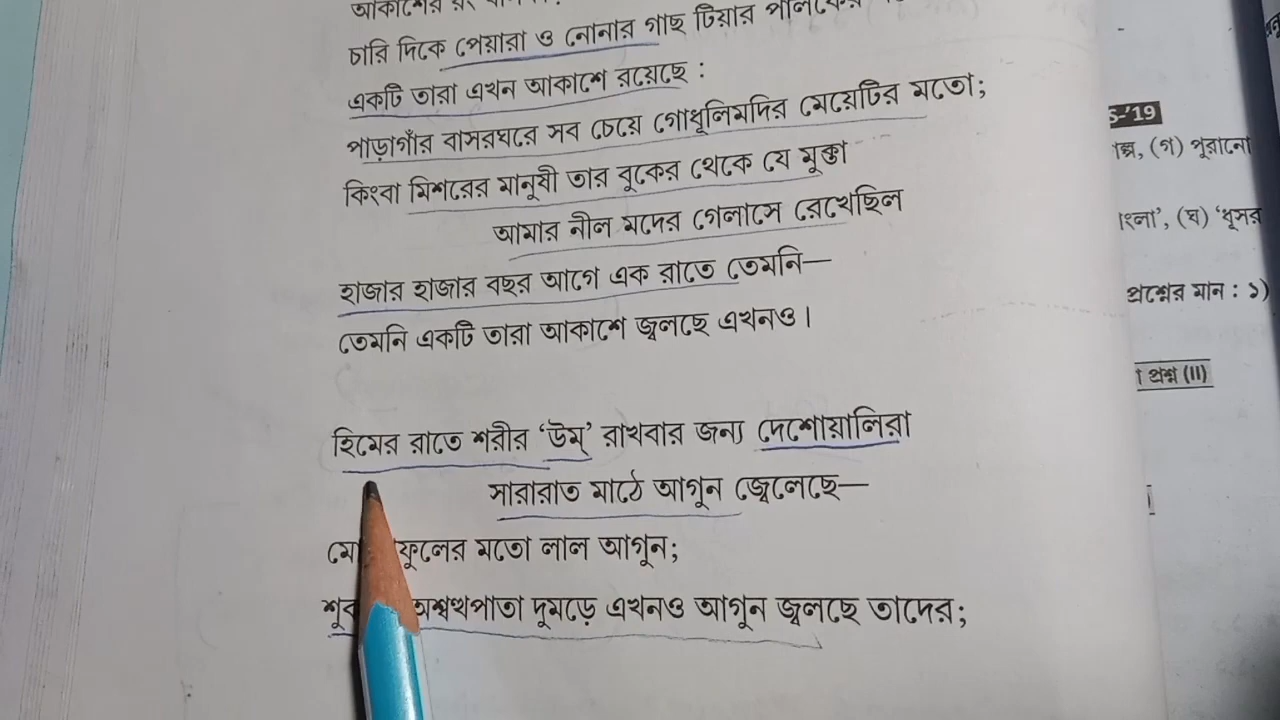 আকাশের রং
চারি দিকে পেয়ারা ও নোনার গাছ টিয়ার পালকের
একটি তারা এখন আকাশে রয়েছে :
পাড়াগাঁর বাসরঘরে সব চেয়ে গোধূলিমদির মেয়েটির মতো;
কিংবা মিশরের মানুষী তার বুকের থেকে যে মুক্তা
আমার নীল মদের গেলাসে রেখেছিল
হাজার হাজার বছর আগে এক রাতে তেমনি—
তেমনি একটি তারা আকাশে জ্বলছে এখনও।
হিমের রাতে শরীর ‘উম্’ রাখবার জন্য দেশোয়ালিরা
সারারাত মাঠে আগুন জ্বেলেছে—
ফুলের মতো লাল আগুন;
অশ্বত্থপাতা দুমড়ে এখনও আগুন জ্বলছে তাদের;
S-’19
(গ) পুরানো
(ঘ) ‘ধূসর
প্রশ্নের মান : ১)
প্রশ্ন (II)